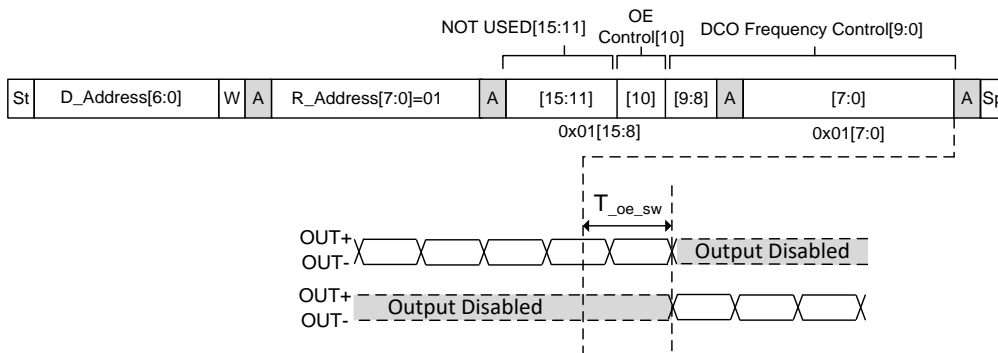 OE
NOT USED[15:11] Control[10] DCO Frequency Control[9:0]
St D_Address[6:0] W A R_Address[7:0]=01 A [15:11] [10] [9:8] A [7:0] A Sp
0x01[15:8] 0x01[7:0]
T_oe_sw
OUT+
OUT- Output Disabled
OUT+
OUT- Output Disabled